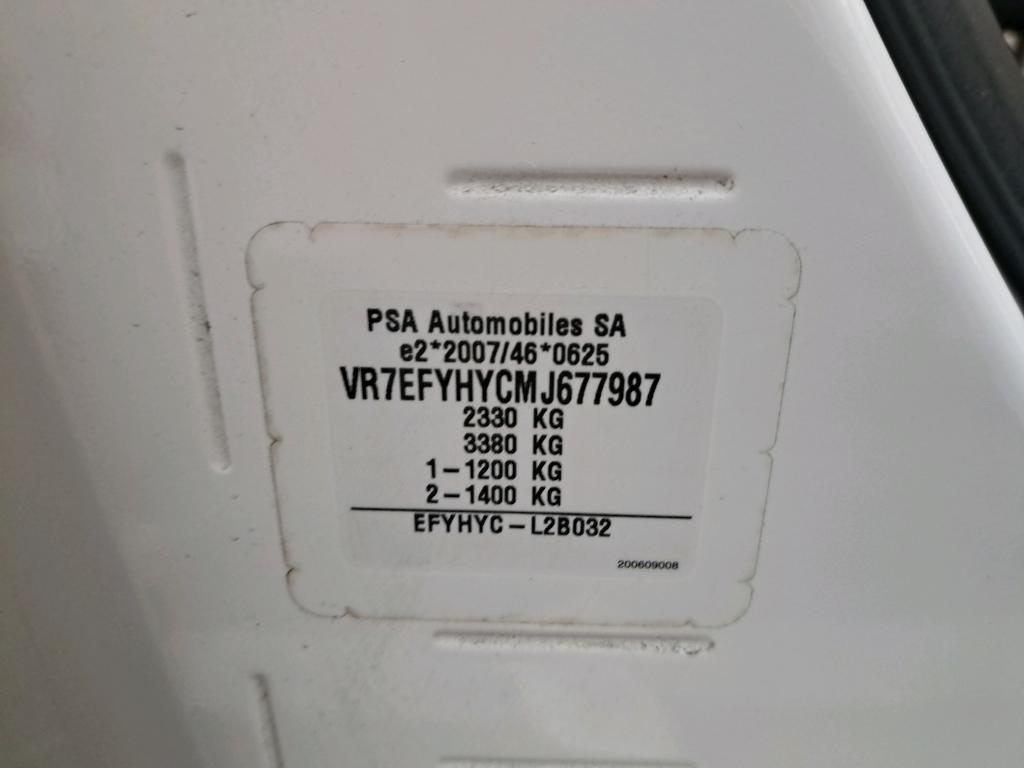 PSA Automobiles SA
e2*2007/46*0625
VR7EFYHYCMJ677987
2330 KG
3380 KG
1-1200 KG
2-1400 KG
EFYHYC-L2B032
200609008